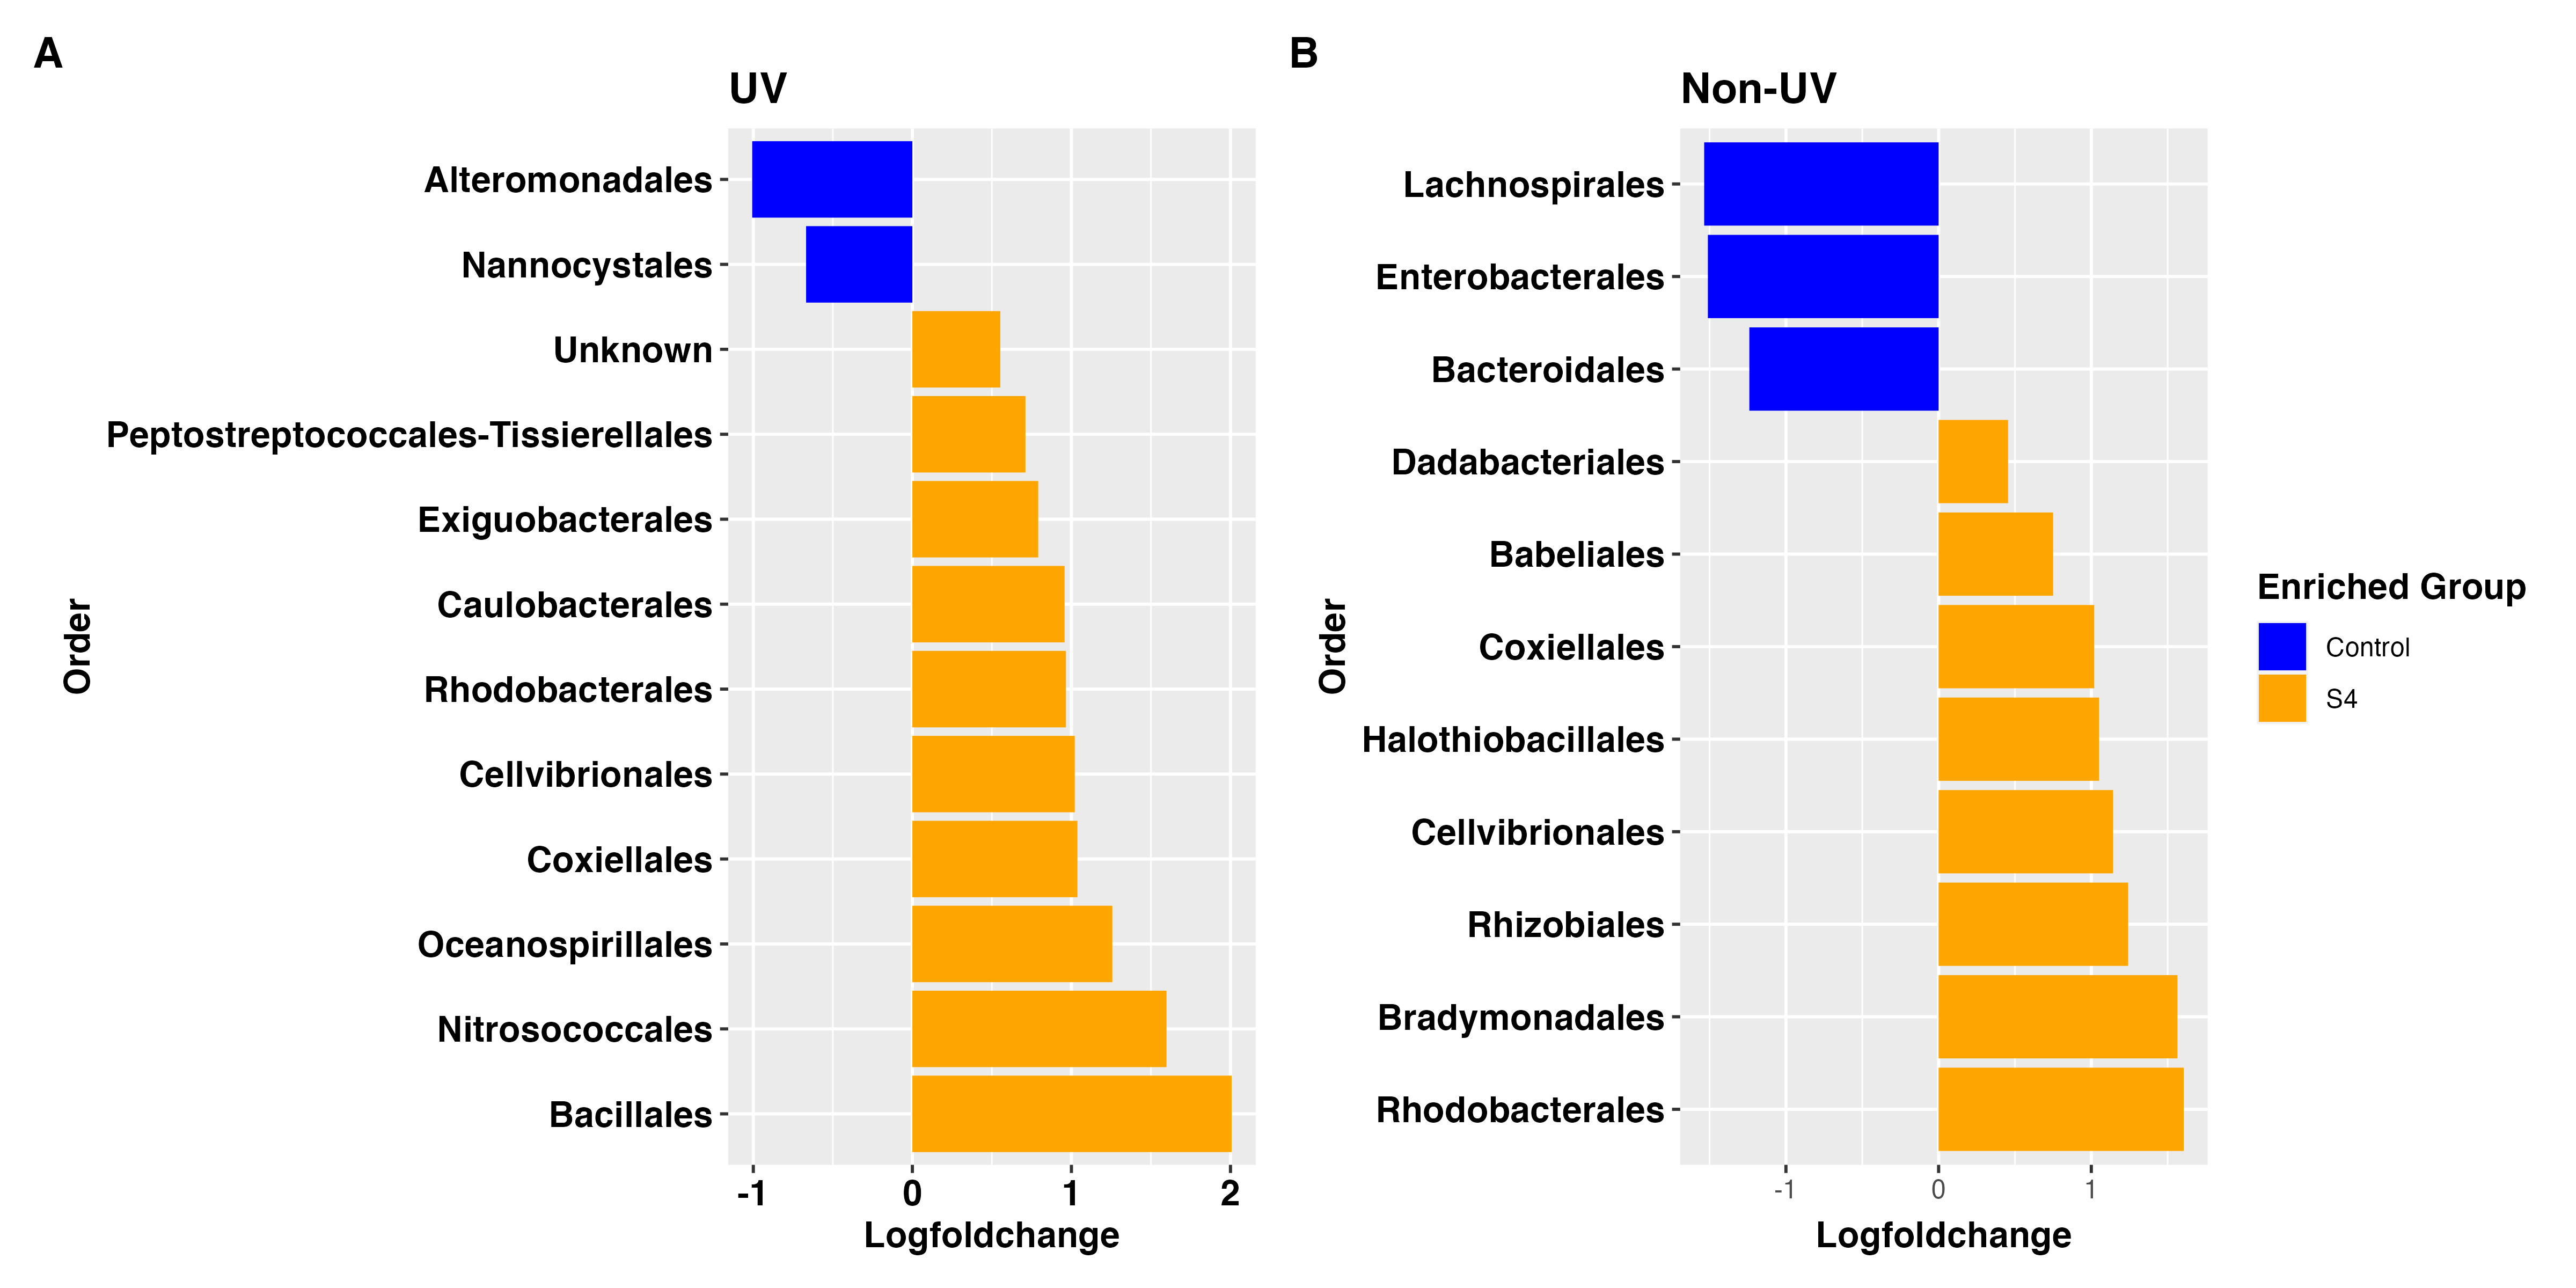 A
UV
Alteromonadales
Nannocystales
Unknown
Peptostreptococcales-Tissierellales
Exiguobacterales
Caulobacterales
Rhodobacterales
Cellvibrionales
Coxiellales
Oceanospirillales
Nitrosococcales
Bacillales
Order
-1 0 1 2
Logfoldchange
B
Non-UV
Lachnospirales
Enterobacterales
Bacteroidales
Dadabacteriales
Babeliales
Coxiellales
Halothiobacillales
Cellvibrionales
Rhizobiales
Bradymonadales
Rhodobacterales
Order
-1 0 1
Logfoldchange
Enriched Group
Control
S4